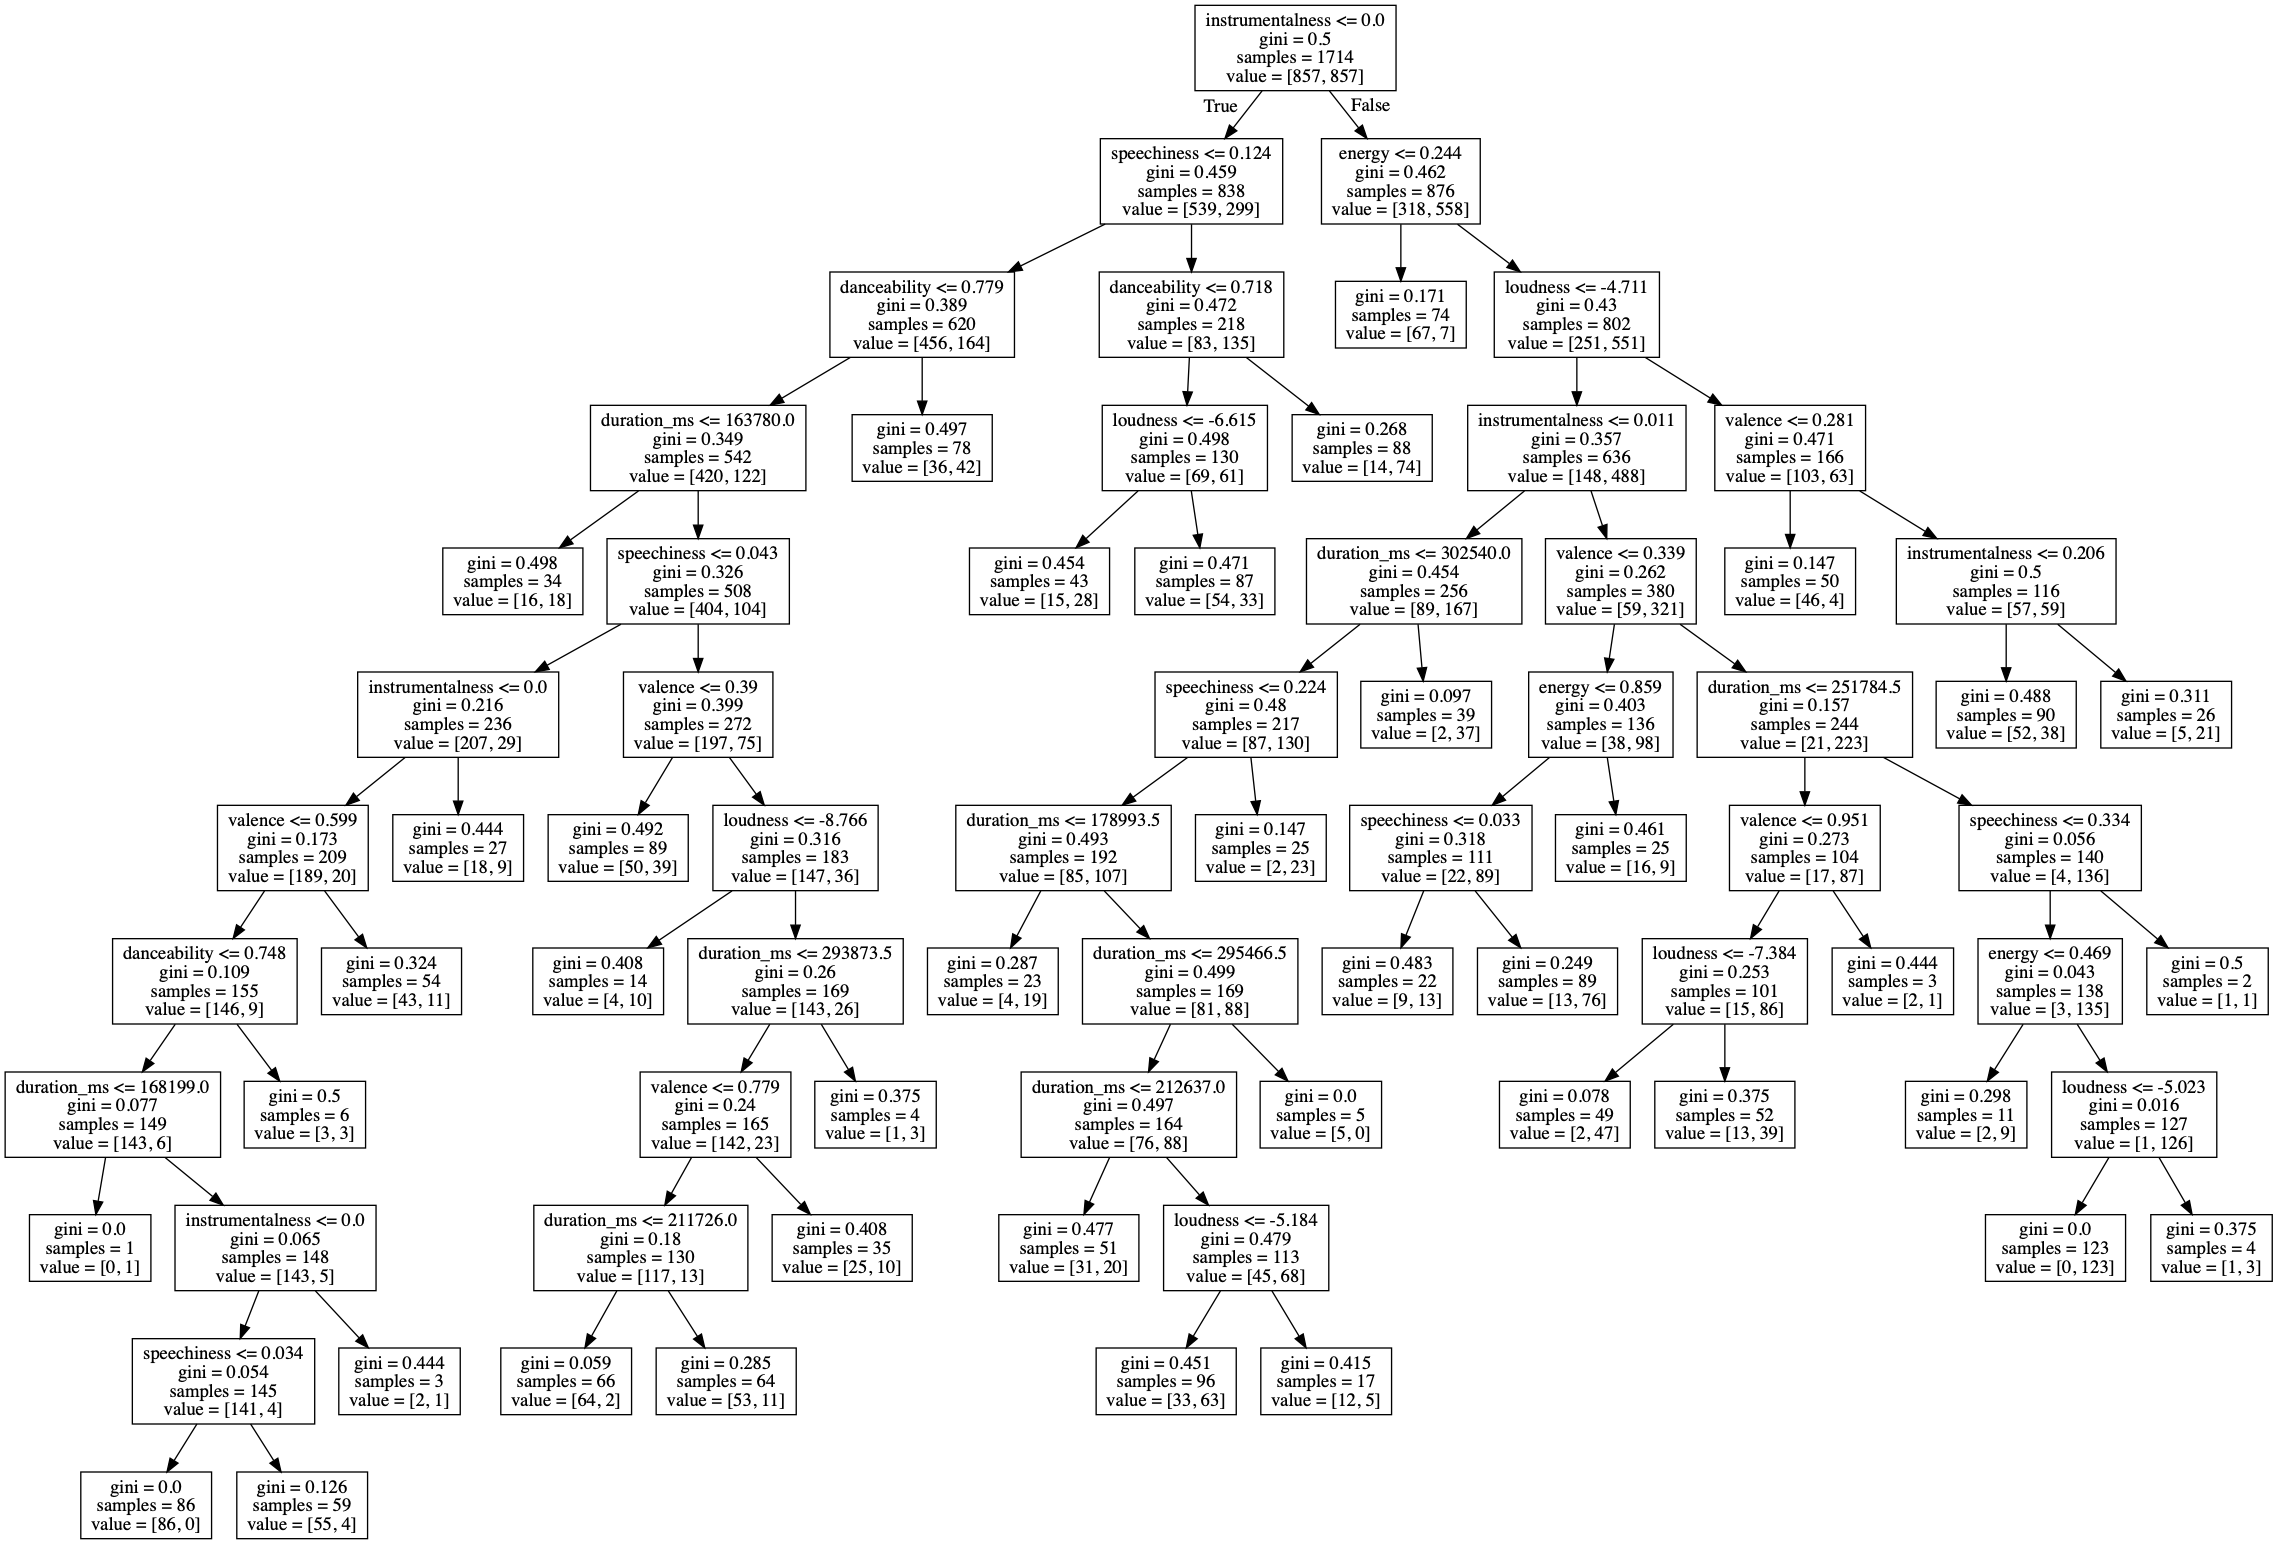 instrumentalness <= 0.0
gini = 0.5
samples = 1714
value = [857, 857]
True
False
speechiness <= 0.124
gini = 0.459
samples = 838
value = [539, 299]
energy <= 0.244
gini = 0.462
samples = 876
value = [318, 558]
danceability <= 0.779
gini = 0.389
samples = 620
value = [456, 164]
danceability <= 0.718
gini = 0.472
samples = 218
value = [83, 135]
gini = 0.171
samples = 74
value = [67, 7]
loudness <= -4.711
gini = 0.43
samples = 802
value = [251, 551]
duration_ms <= 163780.0
gini = 0.349
samples = 542
value = [420, 122]
gini = 0.497
samples = 78
value = [36, 42]
loudness <= -6.615
gini = 0.498
samples = 130
value = [69, 61]
gini = 0.268
samples = 88
value = [14, 74]
instrumentalness <= 0.011
gini = 0.357
samples = 636
value = [148, 488]
valence <= 0.281
gini = 0.471
samples = 166
value = [103, 63]
gini = 0.498
samples = 34
value = [16, 18]
speechiness <= 0.043
gini = 0.326
samples = 508
value = [404, 104]
gini = 0.454
samples = 43
value = [15, 28]
gini = 0.471
samples = 87
value = [54, 33]
duration_ms <= 302540.0
gini = 0.454
samples = 256
value = [89, 167]
valence <= 0.339
gini = 0.262
samples = 380
value = [59, 321]
gini = 0.147
samples = 50
value = [46, 4]
instrumentalness <= 0.206
gini = 0.5
samples = 116
value = [57, 59]
instrumentalness <= 0.0
gini = 0.216
samples = 236
value = [207, 29]
valence <= 0.39
gini = 0.399
samples = 272
value = [197, 75]
speechiness <= 0.224
gini = 0.48
samples = 217
value = [87, 130]
gini = 0.097
samples = 39
value = [2, 37]
energy <= 0.859
gini = 0.403
samples = 136
value = [38, 98]
duration_ms <= 251784.5
gini = 0.157
samples = 244
value = [21, 223]
gini = 0.488
samples = 90
value = [52, 38]
gini = 0.311
samples = 26
value = [5, 21]
valence <= 0.599
gini = 0.173
samples = 209
value = [189, 20]
gini = 0.444
samples = 27
value = [18, 9]
gini = 0.492
samples = 89
value = [50, 39]
loudness <= -8.766
gini = 0.316
samples = 183
value = [147, 36]
duration_ms <= 178993.5
gini = 0.493
samples = 192
value = [85, 107]
gini = 0.147
samples = 25
value = [2, 23]
speechiness <= 0.033
gini = 0.318
samples = 111
value = [22, 89]
gini = 0.461
samples = 25
value = [16, 9]
valence <= 0.951
gini = 0.273
samples = 104
value = [17, 87]
speechiness <= 0.334
gini = 0.056
samples = 140
value = [4, 136]
danceability <= 0.748
gini = 0.109
samples = 155
value = [146, 9]
gini = 0.324
samples = 54
value = [43, 11]
gini = 0.408
samples = 14
value = [4, 10]
duration_ms <= 293873.5
gini = 0.26
samples = 169
value = [143, 26]
gini = 0.287
samples = 23
value = [4, 19]
duration_ms <= 295466.5
gini = 0.499
samples = 169
value = [81, 88]
gini = 0.483
samples = 22
value = [9, 13]
gini = 0.249
samples = 89
value = [13, 76]
loudness <= -7.384
gini = 0.253
samples = 101
value = [15, 86]
gini = 0.444
samples = 3
value = [2, 1]
energy <= 0.469
gini = 0.043
samples = 138
value = [3, 135]
gini = 0.5
samples = 2
value = [1, 1]
duration_ms <= 168199.0
gini = 0.077
samples = 149
value = [143, 6]
gini = 0.5
samples = 6
value = [3, 3]
valence <= 0.779
gini = 0.24
samples = 165
value = [142, 23]
gini = 0.375
samples = 4
value = [1, 3]
duration_ms <= 212637.0
gini = 0.497
samples = 164
value = [76, 88]
gini = 0.0
samples = 5
value = [5, 0]
gini = 0.078
samples = 49
value = [2, 47]
gini = 0.375
samples = 52
value = [13, 39]
gini = 0.298
samples = 11
value = [2, 9]
loudness <= -5.023
gini = 0.016
samples = 127
value = [1, 126]
gini = 0.0
samples = 1
value = [0, 1]
instrumentalness <= 0.0
gini = 0.065
samples = 148
value = [143, 5]
duration_ms <= 211726.0
gini = 0.18
samples = 130
value = [117, 13]
gini = 0.408
samples = 35
value = [25, 10]
gini = 0.477
samples = 51
value = [31, 20]
loudness <= -5.184
gini = 0.479
samples = 113
value = [45, 68]
gini = 0.0
samples = 123
value = [0, 123]
gini = 0.375
samples = 4
value = [1, 3]
speechiness <= 0.034
gini = 0.054
samples = 145
value = [141, 4]
gini = 0.444
samples = 3
value = [2, 1]
gini = 0.059
samples = 66
value = [64, 2]
gini = 0.285
samples = 64
value = [53, 11]
gini = 0.451
samples = 96
value = [33, 63]
gini = 0.415
samples = 17
value = [12, 5]
gini = 0.0
samples = 86
value = [86, 0]
gini = 0.126
samples = 59
value = [55, 4]